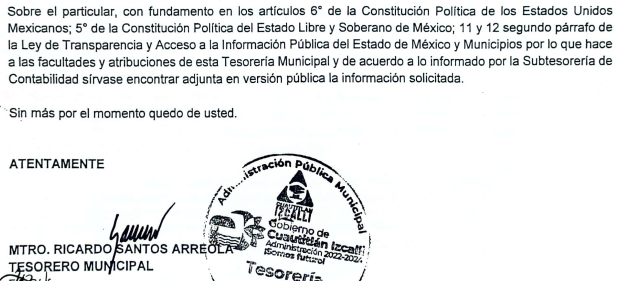 Sobre el particular, con fundamento en los artículos 6° de la Constitución Política de los Estados Unidos
Mexicanos; 5° de la Constitución Política del Estado Libre y Soberano de México; 11 y 12 segundo párrafo de
la Ley de Transparencia y Acceso a la Información Pública del Estado de México y Municipios por lo que hace
a las facultades y atribuciones de esta Tesorería Municipal y de acuerdo a lo informado por la Subtesorería de
Contabilidad sírvase encontrar adjunta en versión pública la información solicitada.
Sin más por el momento quedo de usted.
ATENTAMENTE
Administración Pública Municipal
CUAUTITLÁN
IZCALLI
Gobierno de
Cuautitlán Izcalli
Administración 2022-2024
¡Somos futuro!
MTRO. RICARDO SANTOS ARREOLA
TESORERO MUNICIPAL
Tesorería